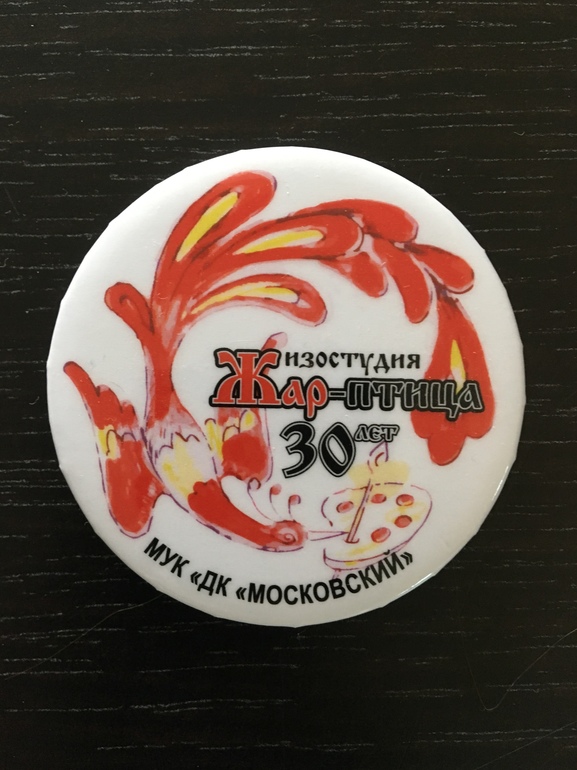 изостудия
Жар-птица
30 лет
МУК «ДК «МОСКОВСКИЙ»